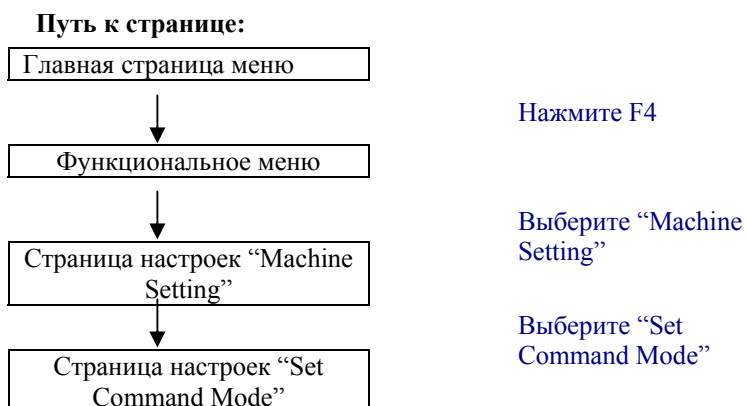 Путь к странице:
Главная страница меню
Нажмите F4
Функциональное меню
Выберите “Machine
Setting”
Страница настроек “Machine
Setting”
Выберите “Set
Command Mode”
Страница настроек “Set
Command Mode”